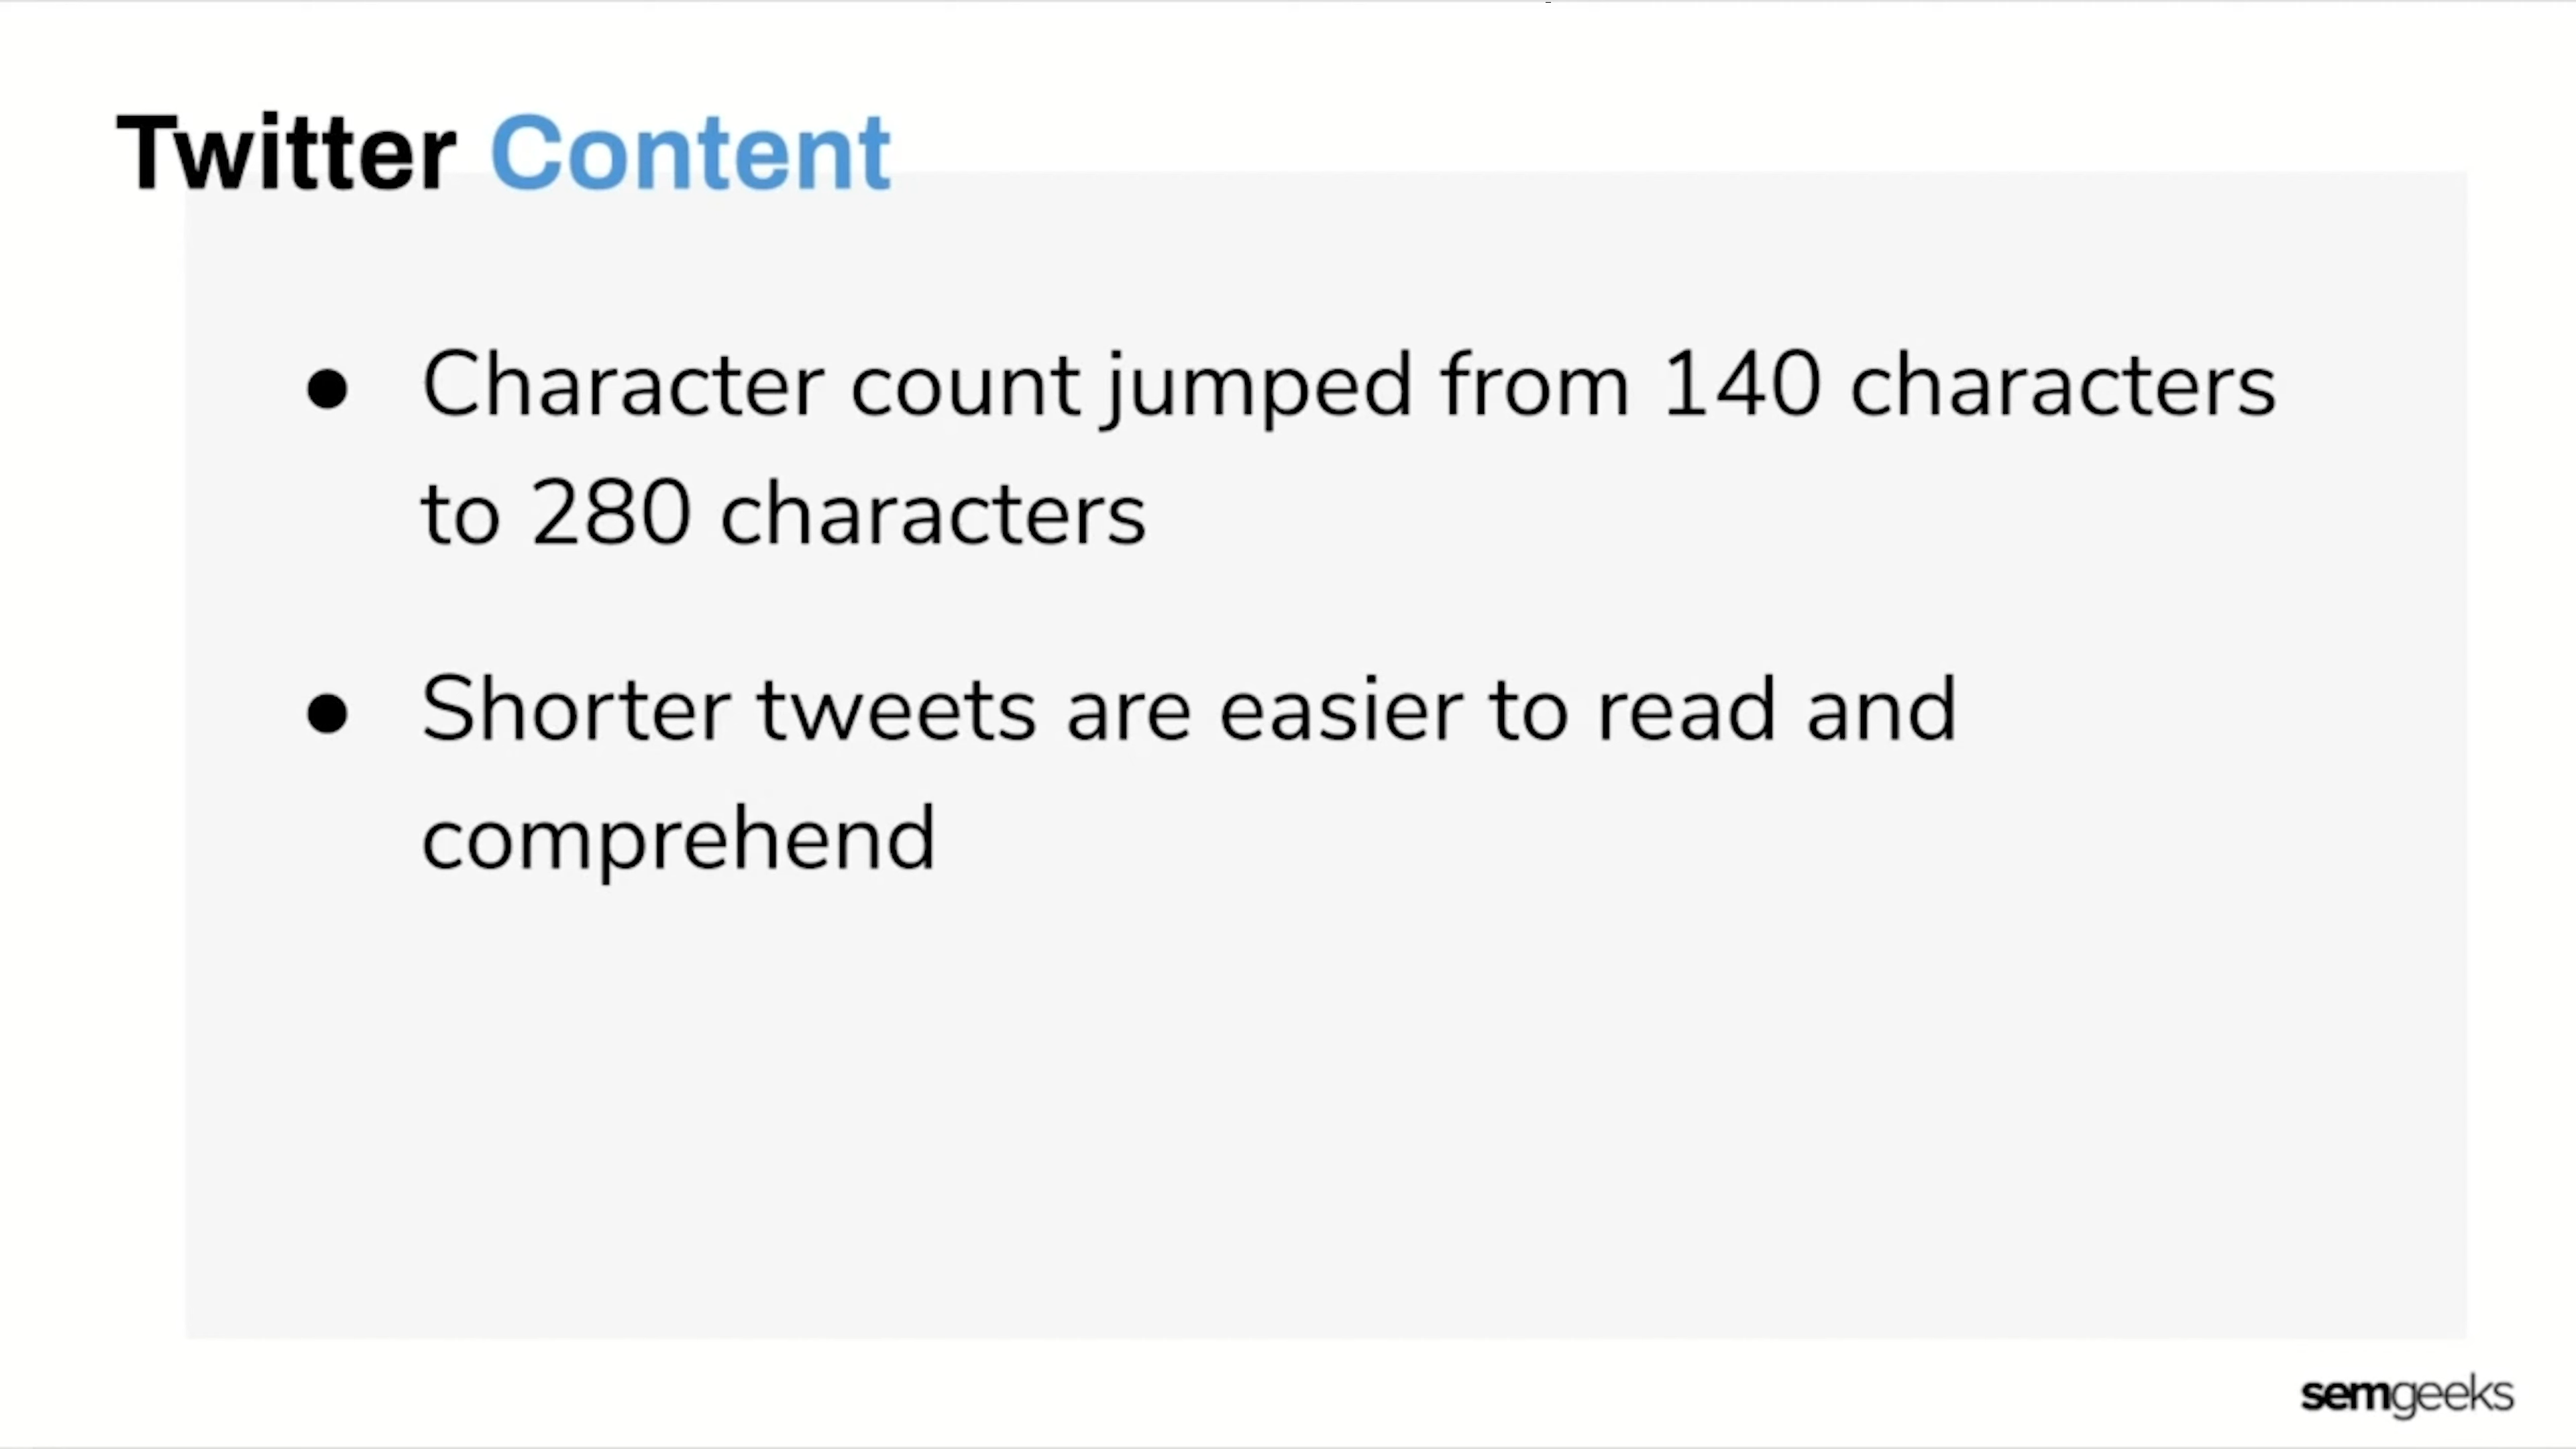 Twitter Content
● Character count jumped from 140 characters
to 280 characters
● Shorter tweets are easier to read and
comprehend
semgeeks